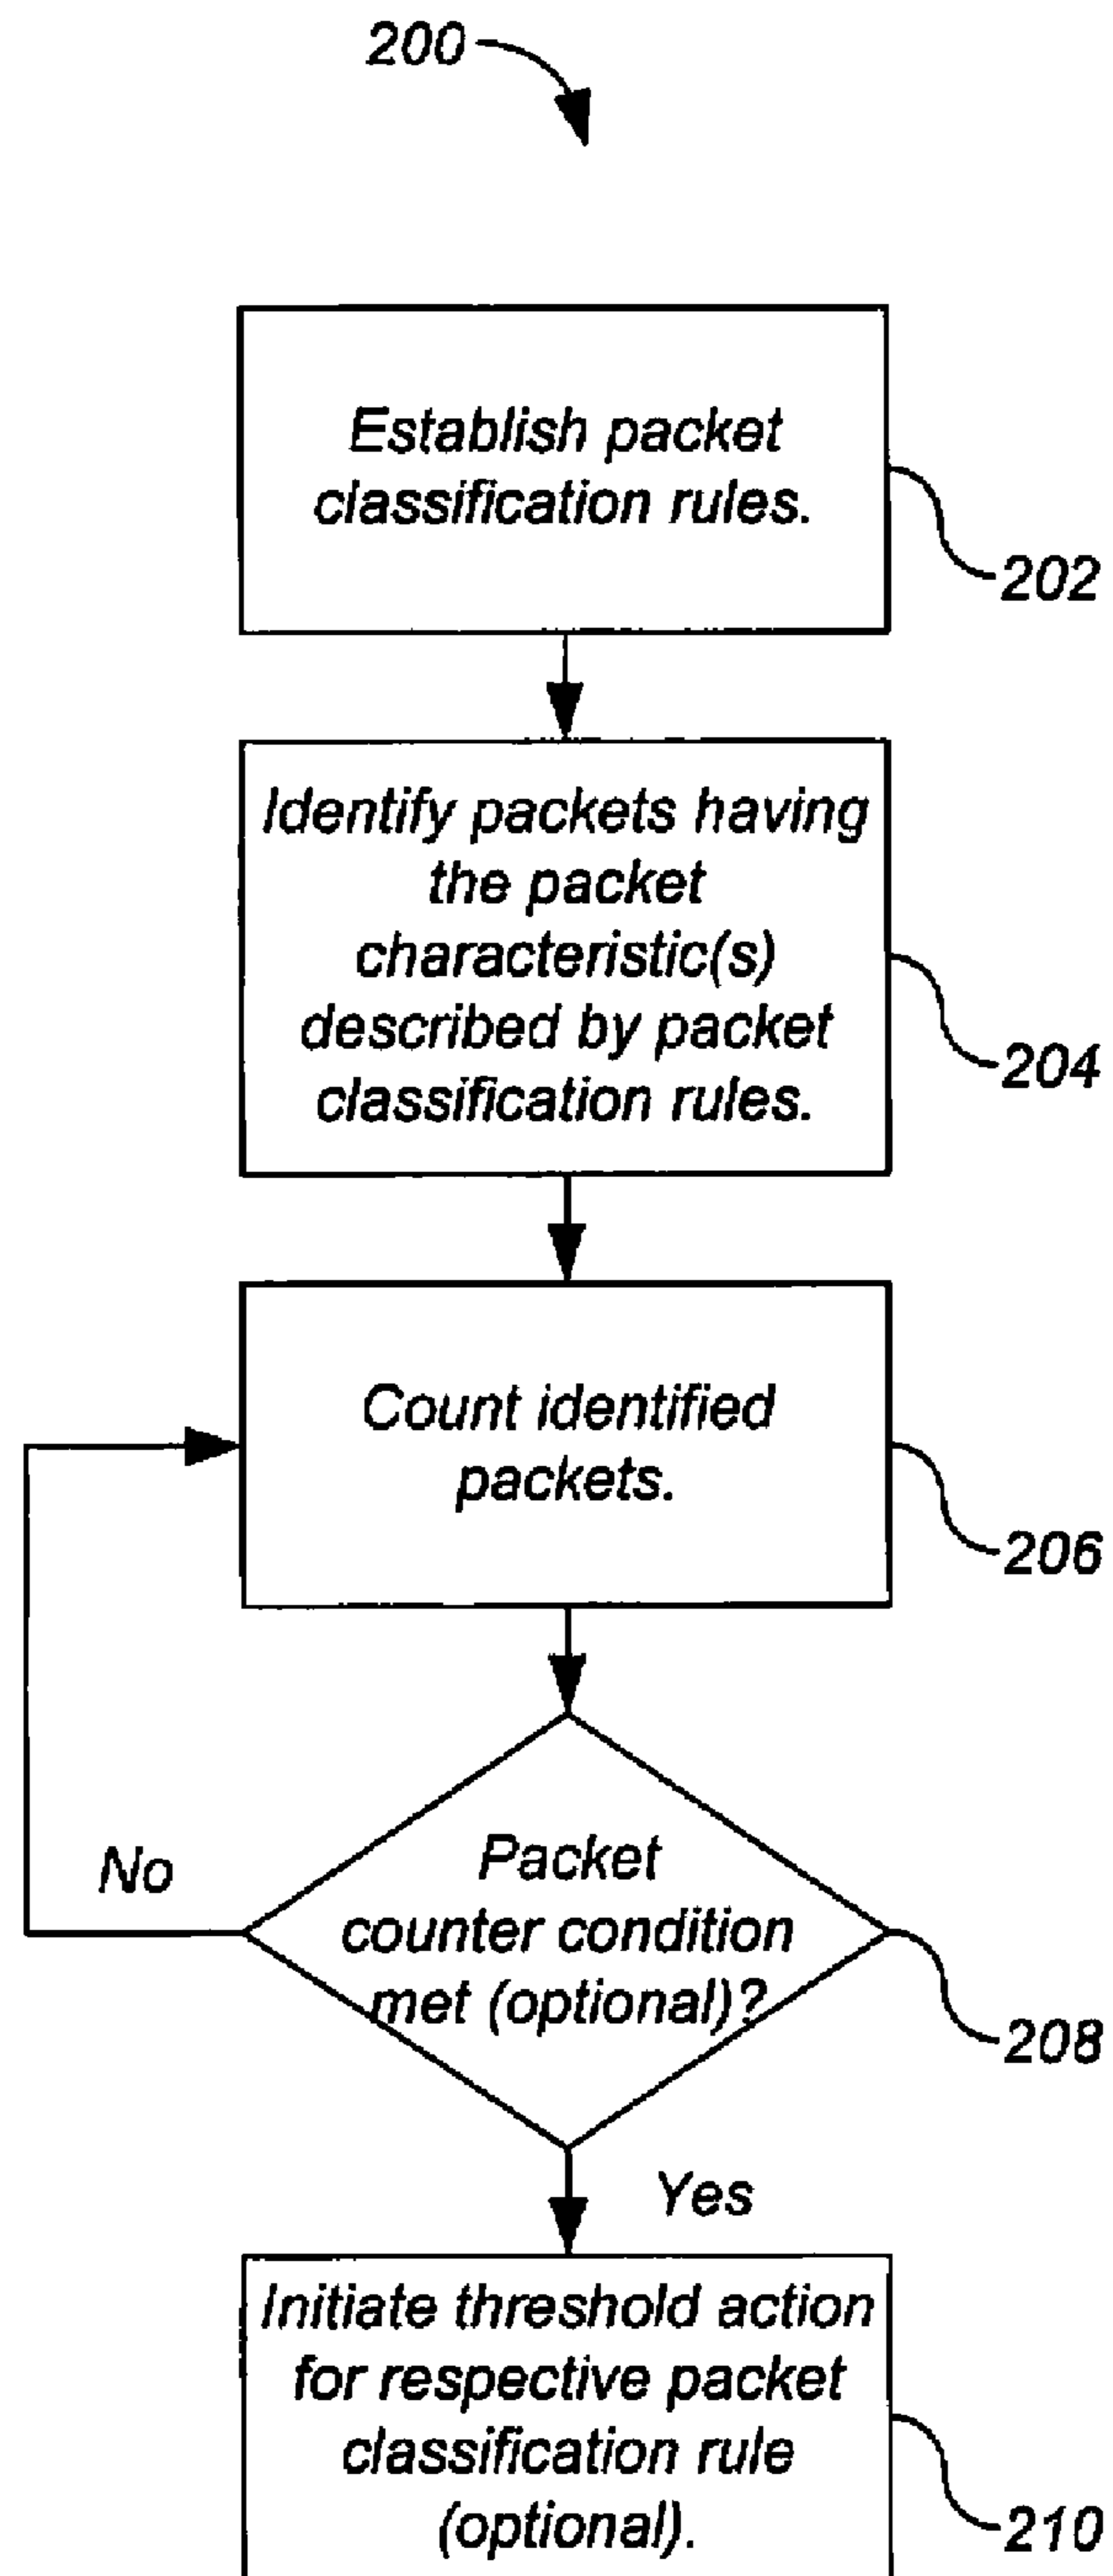 200
Establish packet
classification rules.
202
Identify packets having
the packet
characteristic(s)
described by packet
classification rules.
204
Count identified
packets.
206
Packet
counter condition
met (optional)?
No
208
Yes
Initiate threshold action
for respective packet
classification rule
(optional).
210